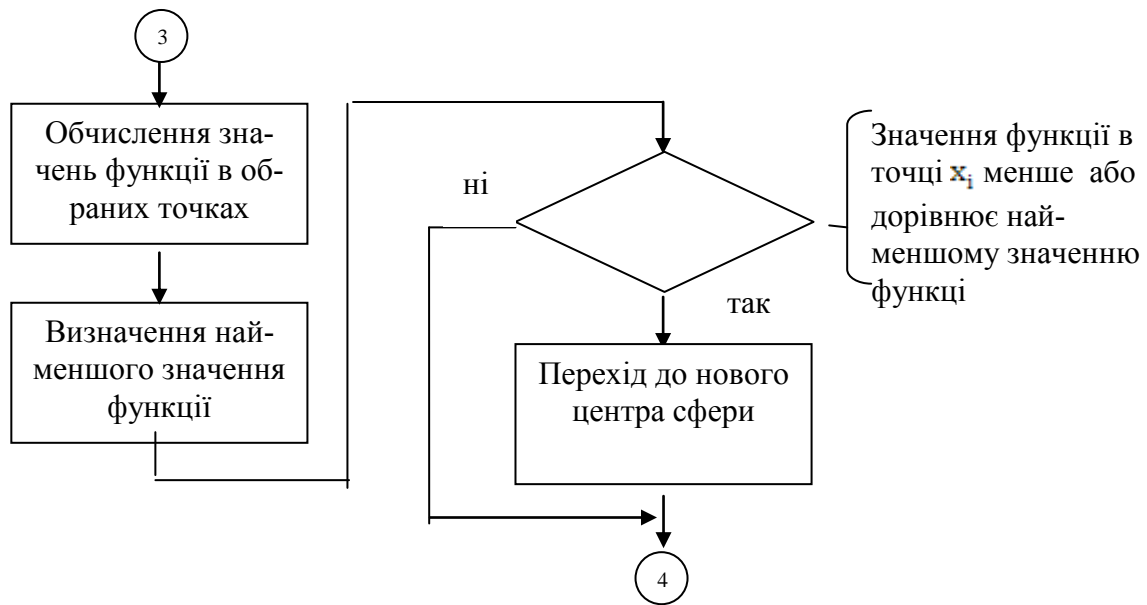 3
Обчислення зна-
чень функції в об-
раних точках
Визначення най-
меншого значення
функції
ні
так
Значення функції в
точці xᵢ менше або
дорівнює най-
меншому значенню
функці
Перехід до нового
центра сфери
4